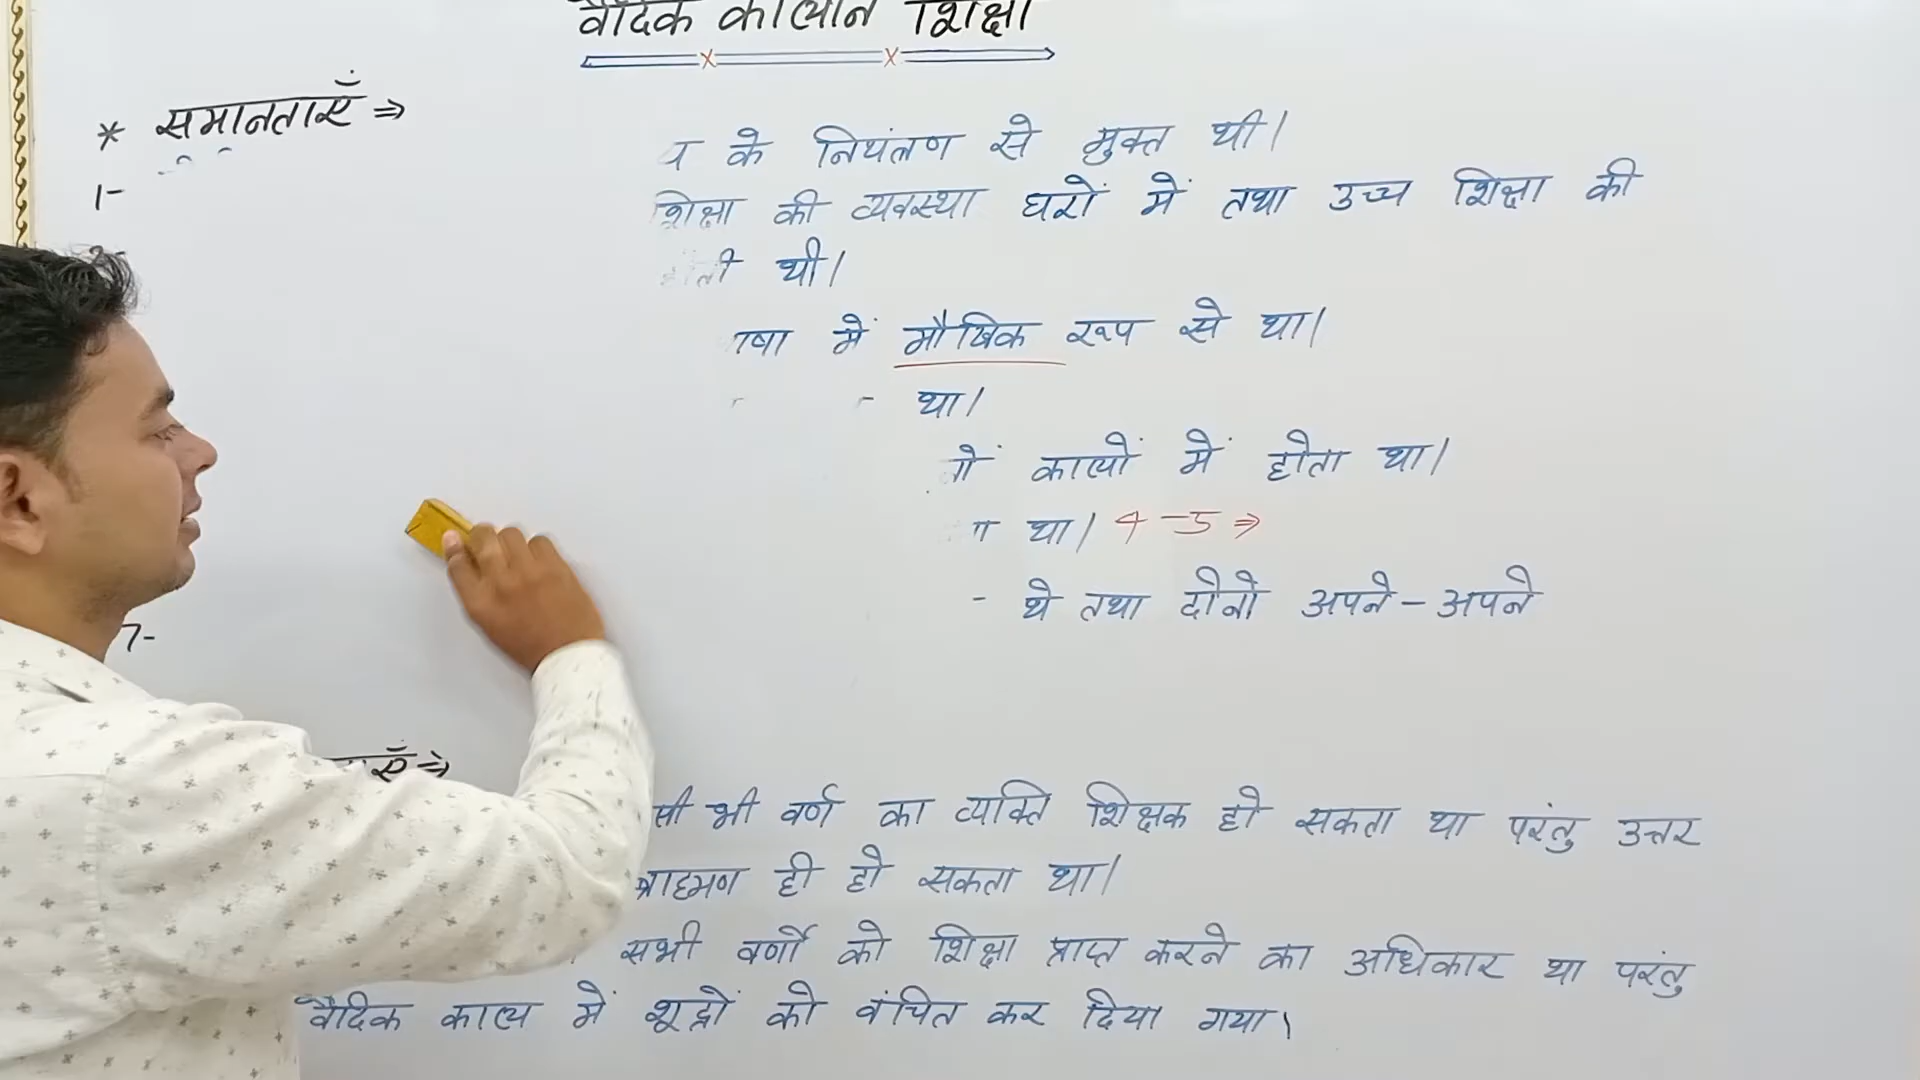 वैदिक कालीन शिक्षा
* समानताएँ ⇒
1-
के नियंत्रण से मुक्त थी।
शिक्षा की व्यवस्था घरों में तथा उच्च शिक्षा की
थी।
में मौखिक रूप से था।
था।
कालों में होता था।
था। 4-5 ⇒
थे तथा दोनों अपने-अपने
7-
भी वर्ण का व्यक्ति शिक्षक हो सकता था परंतु उत्तर
ब्राह्मण ही हो सकता था।
सभी वर्णों को शिक्षा प्राप्त करने का अधिकार था परंतु
वैदिक काल में शूद्रों को वंचित कर दिया गया।